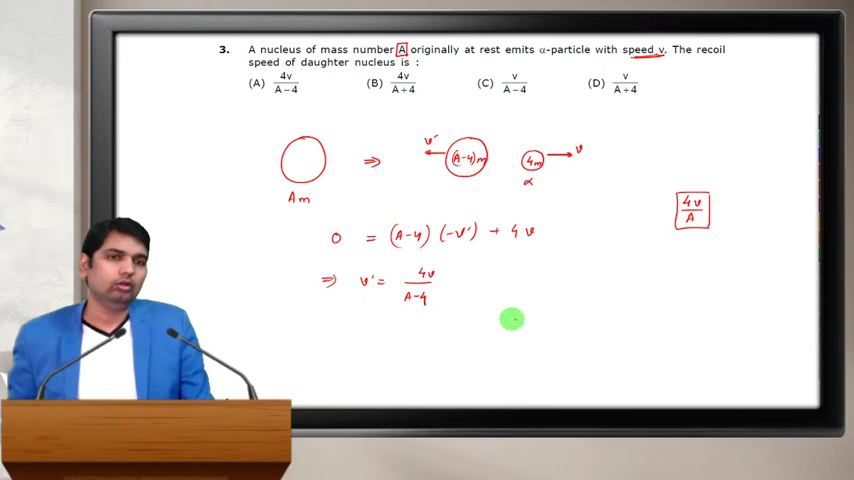 3. A nucleus of mass number A originally at rest emits α-particle with speed v. The recoil
speed of daughter nucleus is :
(A) 4v/A−4 (B) 4v/A+4 (C) v/A−4 (D) v/A+4
Am ⇒ v' (A-4)m 4m v
α
0 = (A-4) (-v') + 4v
⇒ v' = 4v/A-4
4v/A